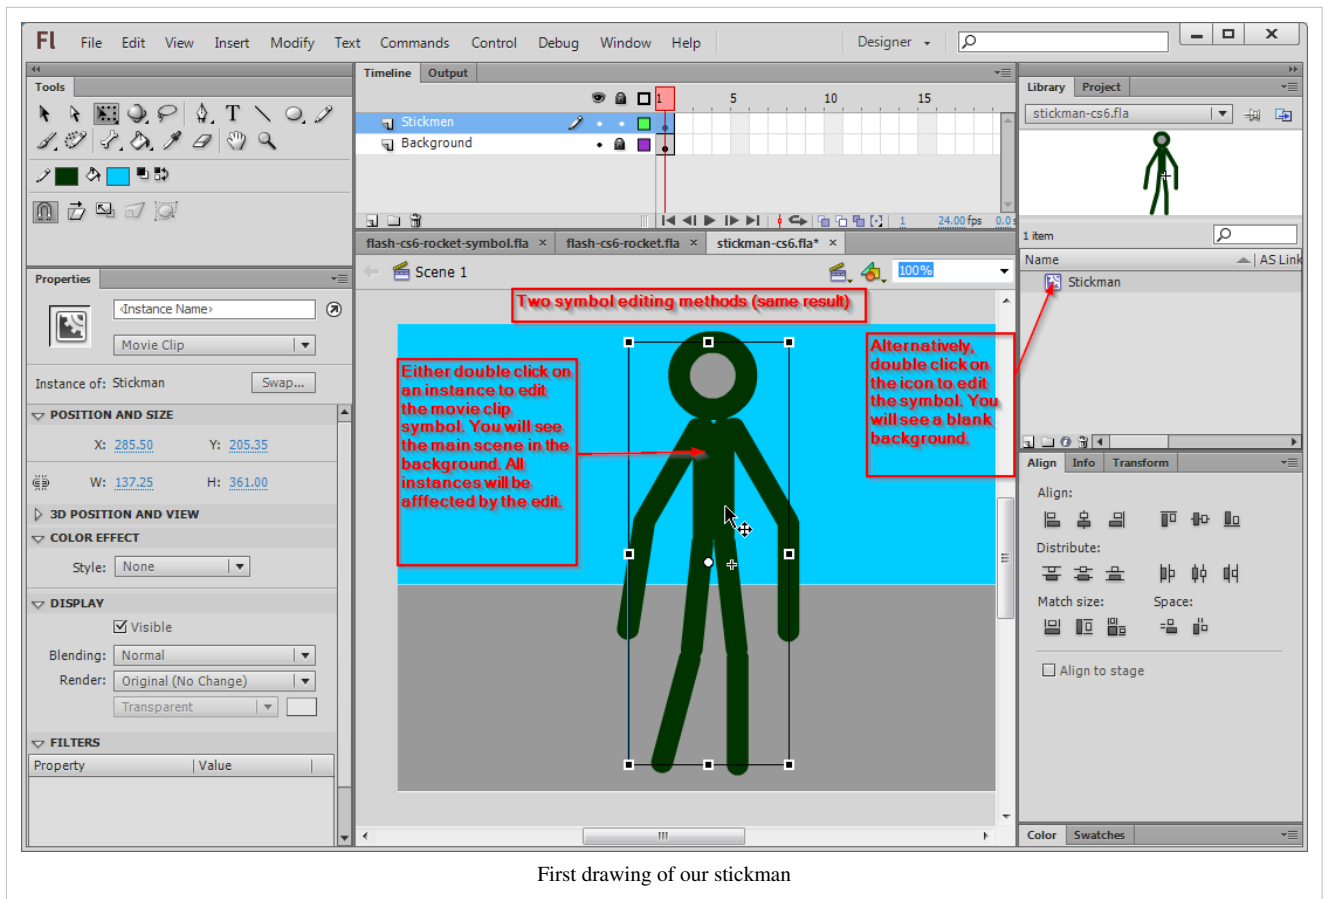 Fl File Edit View Insert Modify Text Commands Control Debug Window Help Designer
Tools
Timeline Output
1 5 10 15
Stickmen
Background
1 24.00 fps 0.0
Library Project
stickman-cs6.fla
1 item
Name AS Link
Stickman
flash-cs6-rocket-symbol.fla × flash-cs6-rocket.fla × stickman-cs6.fla* ×
Scene 1 100%
Properties
<Instance Name>
Movie Clip
Instance of: Stickman Swap...
POSITION AND SIZE
X: 285.50 Y: 205.35
W: 137.25 H: 361.00
3D POSITION AND VIEW
COLOR EFFECT
Style: None
DISPLAY
Visible
Blending: Normal
Render: Original (No Change)
Transparent
FILTERS
Property Value
Two symbol editing methods (same result)
Either double click on
an instance to edit
the movie clip
symbol. You will see
the main scene in the
background. All
instances will be
afffected by the edit.
Alternatively,
double click on
the icon to edit
the symbol. You
will see a blank
background.
Align Info Transform
Align:
Distribute:
Match size: Space:
Align to stage
Color Swatches
First drawing of our stickman